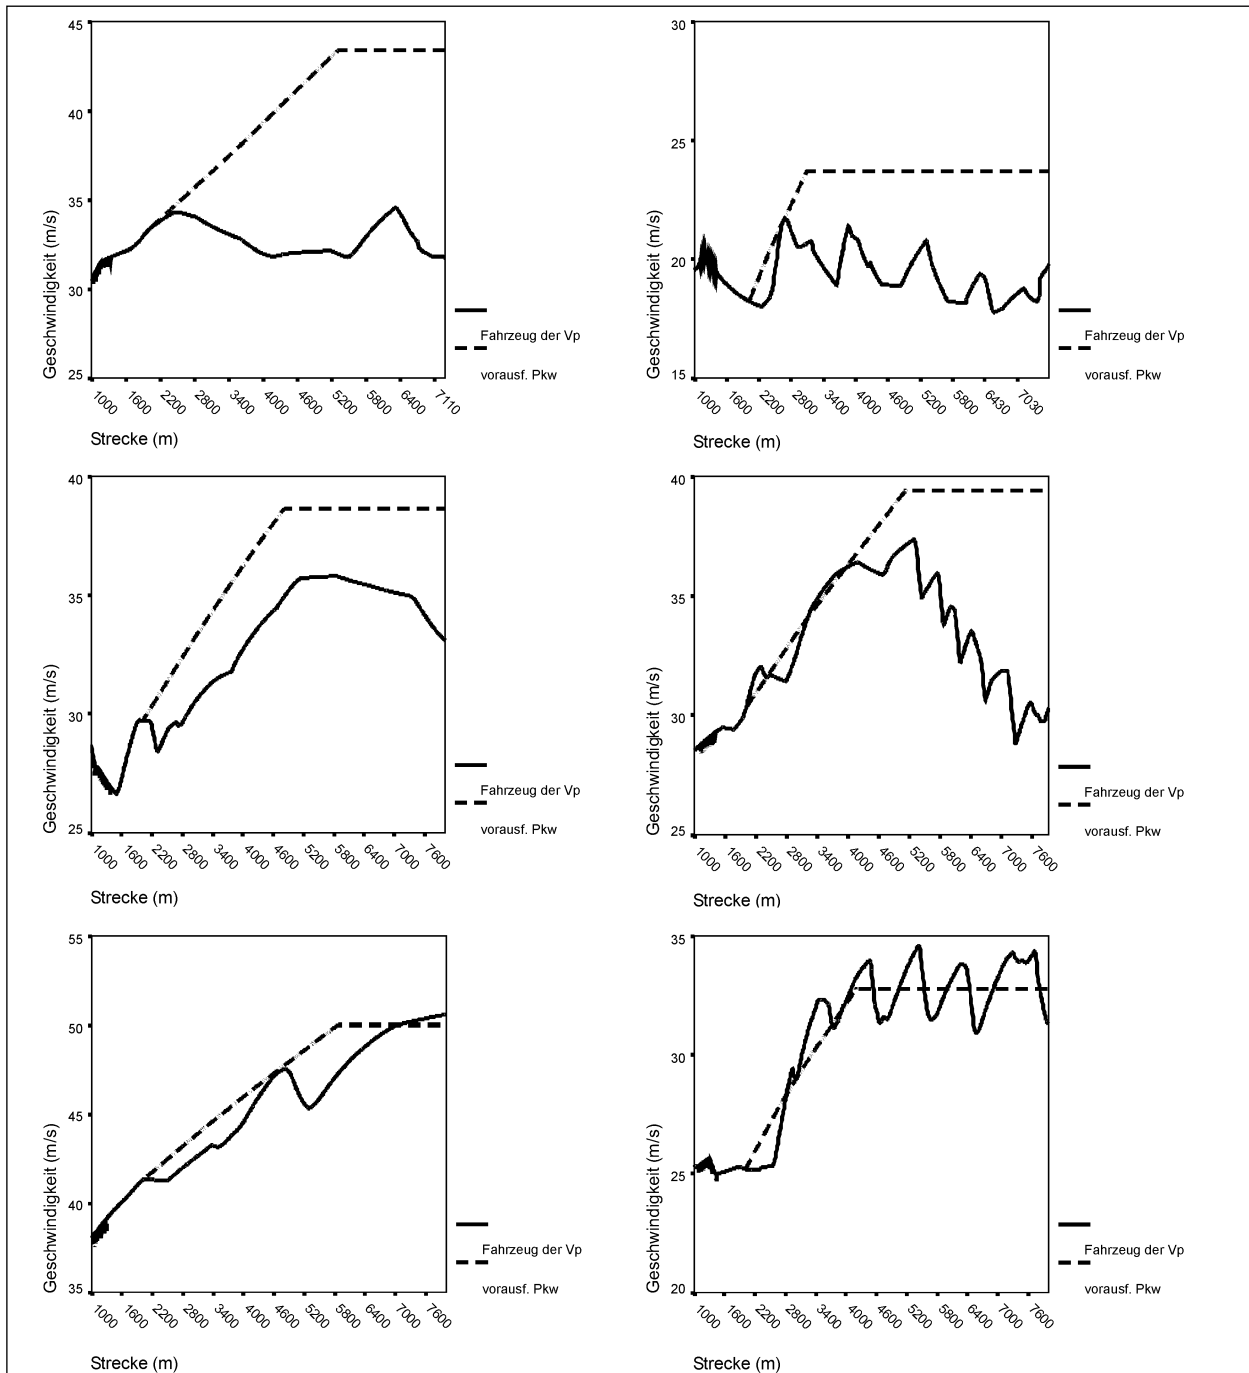 45
40
35
30
25
Geschwindigkeit (m/s)
1000 1600 2200 2800 3400 4000 4600 5200 5800 6400 7110
Strecke (m)
Fahrzeug der Vp
vorausf. Pkw
30
25
20
15
Geschwindigkeit (m/s)
1000 1600 2200 2800 3400 4000 4600 5200 5800 6430 7030
Strecke (m)
Fahrzeug der Vp
vorausf. Pkw
40
35
30
25
Geschwindigkeit (m/s)
1000 1600 2200 2800 3400 4000 4600 5200 5800 6400 7000 7600
Strecke (m)
Fahrzeug der Vp
vorausf. Pkw
40
35
30
25
Geschwindigkeit (m/s)
1000 1600 2200 2800 3400 4000 4600 5200 5800 6400 7000 7600
Strecke (m)
Fahrzeug der Vp
vorausf. Pkw
55
50
45
40
35
Geschwindigkeit (m/s)
1000 1600 2200 2800 3400 4000 4600 5200 5800 6400 7000 7600
Strecke (m)
Fahrzeug der Vp
vorausf. Pkw
35
30
25
20
Geschwindigkeit (m/s)
1000 1600 2200 2800 3400 4000 4600 5200 5800 6400 7000 7600
Strecke (m)
Fahrzeug der Vp
vorausf. Pkw